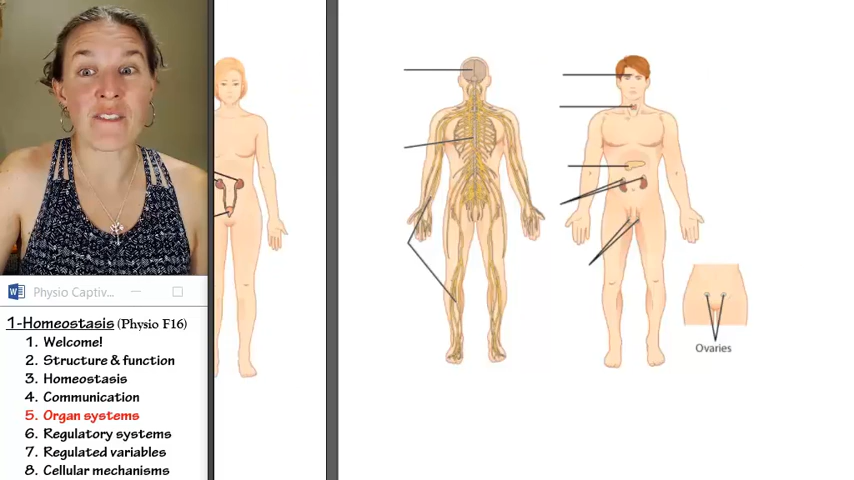 Physio Captiv...
1-Homeostasis (Physio F16)
1. Welcome!
2. Structure & function
3. Homeostasis
4. Communication
5. Organ systems
6. Regulatory systems
7. Regulated variables
8. Cellular mechanisms
Ovaries